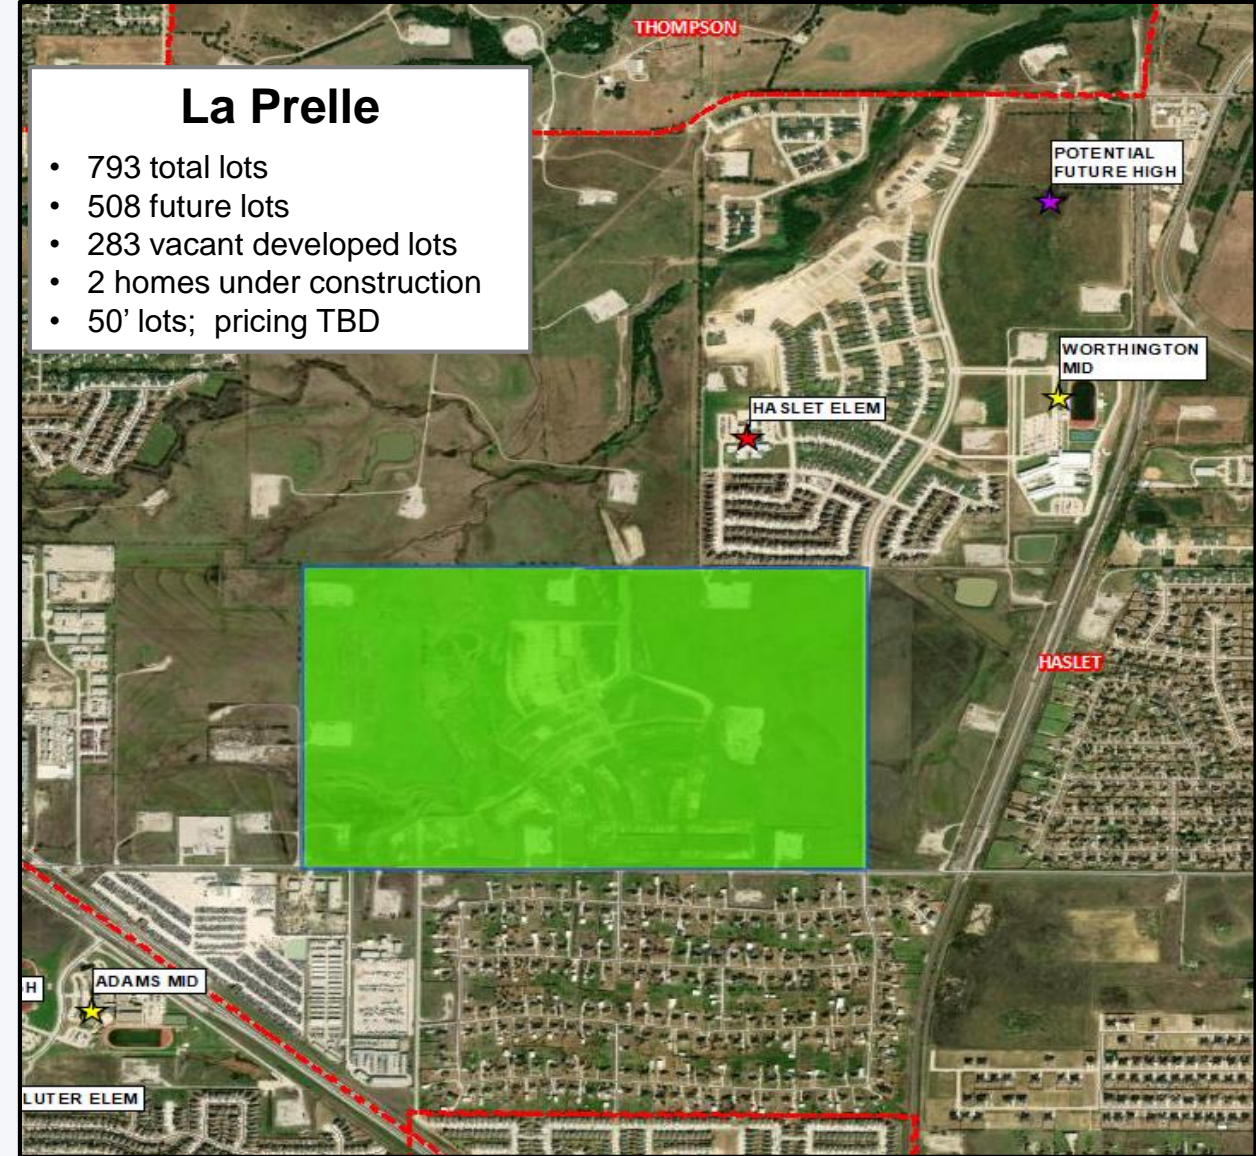 THOMPSON
La Prelle
• 793 total lots
• 508 future lots
• 283 vacant developed lots
• 2 homes under construction
• 50’ lots; pricing TBD
POTENTIAL
FUTURE HIGH
WORTHINGTON
MID
HASLET ELEM
HASLET
H
ADAMS MID
LUTER ELEM